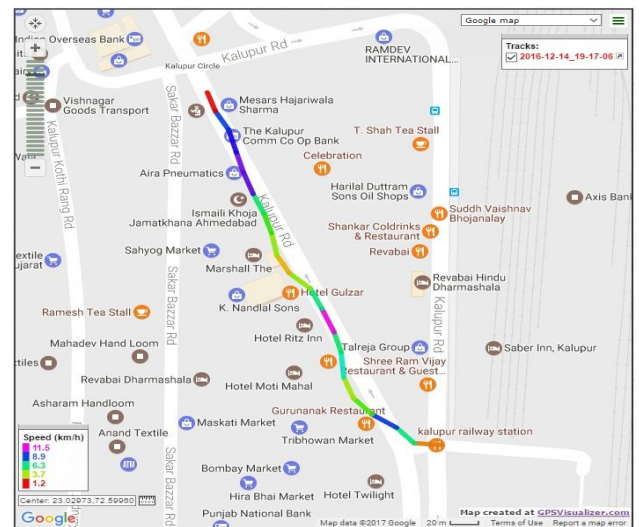 Google map
Tracks:
2016-12-14_19-17-06
Indian Overseas Bank
Kalupur Rd
Kalupur Circle
RAMDEV
INTERNATIONAL...
Sakar Bazzar Rd
Vishnagar
Goods Transport
Mesars Hajariwala
Sharma
Kalupur Kothi Rang Rd
The Kalupur
Comm Co Op Bank
T. Shah Tea Stall
Celebration
Aira Pneumatics
Harilal Duttram
Sons Oil Shops
Axis Bank
Ismaili Khoja
Jamatkhana Ahmedabad
Kalupur Rd
Suddh Vaishnav
Bhojanalay
Shankar Coldrinks
& Restaurant
Sahyog Market
Revabai
Marshall The
Sakar Bazzar Rd
Revabai Hindu
Dharmashala
Hotel Gulzar
K. Nandlal Sons
Ramesh Tea Stall
Kalupur Rd
Hotel Ritz Inn
Mahadev Hand Loom
Talreja Group
Saber Inn, Kalupur
Shree Ram Vijay
Restaurant & Guest...
Revabai Dharmashala
Hotel Moti Mahal
Asharam Handloom
Gurunanak Restaurant
Maskati Market
kalupur railway station
Anand Textile
Tribhowan Market
Speed (km/h)
11.5
8.9
6.3
3.7
1.2
ATM
Bombay Market
Hira Bhai Market
Hotel Twilight
Center: 23.02973,72.59960
Punjab National Bank
Map created at GPSVisualizer.com
Google
Map data ©2017 Google
20 m
Terms of Use
Report a map error